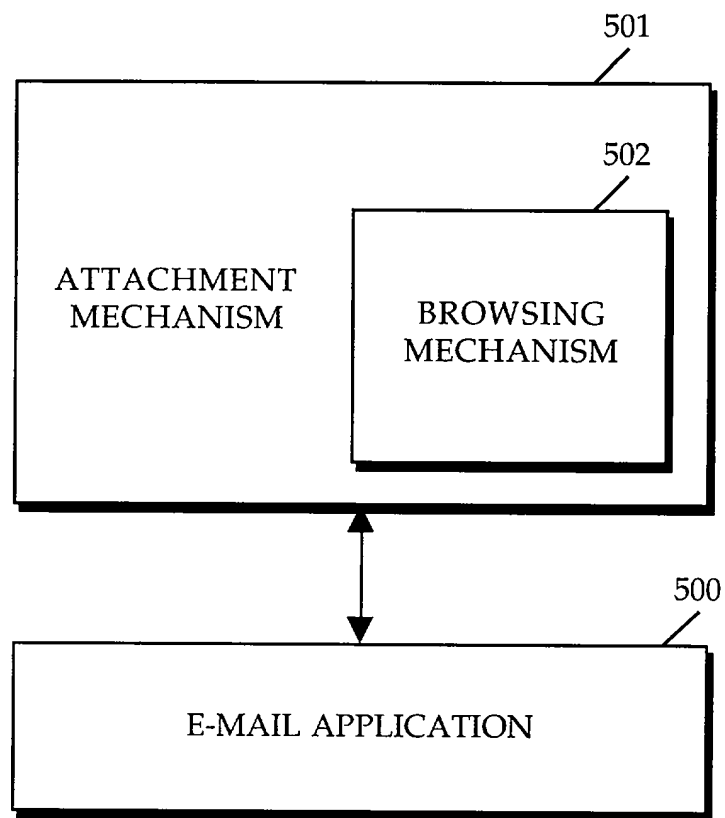 501
502
ATTACHMENT
MECHANISM
BROWSING
MECHANISM
500
E-MAIL APPLICATION